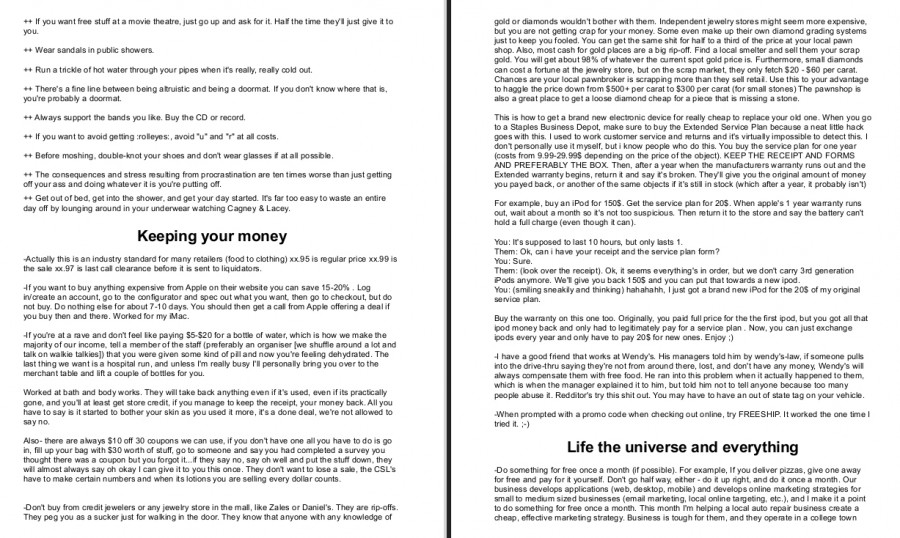 ++ If you want free stuff at a movie theatre, just go up and ask for it. Half the time they'll just give it to
you.
++ Wear sandals in public showers.
++ Run a trickle of hot water through your pipes when it's really, really cold out.
++ There's a fine line between being altruistic and being a doormat. If you don't know where that is,
you're probably a doormat.
++ Always support the bands you like. Buy the CD or record.
++ If you want to avoid getting :rolleyes:, avoid "u" and "r" at all costs.
++ Before moshing, double-knot your shoes and don't wear glasses if at all possible.
++ The consequences and stress resulting from procrastination are ten times worse than just getting
off your ass and doing whatever it is you're putting off.
++ Get out of bed, get into the shower, and get your day started. It's far too easy to waste an entire
day off by lounging around in your underwear watching Cagney & Lacey.
Keeping your money
-Actually this is an industry standard for many retailers (food to clothing) xx.95 is regular price xx.99 is
the sale xx.97 is last call clearance before it is sent to liquidators.
-If you want to buy anything expensive from Apple on their website you can save 15-20% . Log
in/create an account, go to the configurator and spec out what you want, then go to checkout, but do
not buy. Do nothing else for about 7-10 days. You should then get a call from Apple offering a deal if
you buy then and there. Worked for my iMac.
-If you're at a rave and don't feel like paying $5-$20 for a bottle of water, which is how we make the
majority of our income, tell a member of the staff (preferably an organiser [we shuffle around a lot and
talk on walkie talkies]) that you were given some kind of pill and now you're feeling dehydrated. The
last thing we want is a hospital run, and unless I'm really busy I'll personally bring you over to the
merchant table and lift a couple of bottles for you.
Worked at bath and body works. They will take back anything even if it's used, even if its practically
gone, and you'll at least get store credit, if you manage to keep the receipt, your money back. All you
have to say is it started to bother your skin as you used it more, it's a done deal, we're not allowed to
say no.
Also- there are always $10 off 30 coupons we can use, if you don't have one all you have to do is go
in, fill up your bag with $30 worth of stuff, go to someone and say you had completed a survey you
thought there was a coupon but you forgot it...if they say no, say oh well and put the stuff down, they
will almost always say oh okay I can give it to you this once. They don't want to lose a sale, the CSL's
have to make certain numbers and when its lotions you are selling every dollar counts.
-Don't buy from credit jewelers or any jewelry store in the mall, like Zales or Daniel's. They are rip-offs.
They peg you as a sucker just for walking in the door. They know that anyone with any knowledge of
gold or diamonds wouldn't bother with them. Independent jewelry stores might seem more expensive,
but you are not getting crap for your money. Some even make up their own diamond grading systems
just to keep you fooled. You can get the same shit for half to a third of the price at your local pawn
shop. Also, most cash for gold places are a big rip-off. Find a local smelter and sell them your scrap
gold. You will get about 98% of whatever the current spot gold price is. Furthermore, small diamonds
can cost a fortune at the jewelry store, but on the scrap market, they only fetch $20 - $60 per carat.
Chances are your local pawnbroker is scrapping more than they sell retail. Use this to your advantage
to haggle the price down from $500+ per carat to $300 per carat (for small stones) The pawnshop is
also a great place to get a loose diamond cheap for a piece that is missing a stone.
This is how to get a brand new electronic device for really cheap to replace your old one. When you go
to a Staples Business Depot, make sure to buy the Extended Service Plan because a neat little hack
goes with this. I used to work customer service and returns and it's virtually impossible to detect this. I
don't personally use it myself, but i know people who do this. You buy the service plan for one year
(costs from 9.99-29.99$ depending on the price of the object). KEEP THE RECEIPT AND FORMS
AND PREFERABLY THE BOX. Then, after a year when the manufacturers warranty runs out and the
Extended warranty begins, return it and say it's broken. They'll give you the original amount of money
you payed back, or another of the same objects if it's still in stock (which after a year, it probably isn't)
For example, buy an iPod for 150$. Get the service plan for 20$. When apple's 1 year warranty runs
out, wait about a month so it's not too suspicious. Then return it to the store and say the battery can't
hold a full charge (even though it can).
You: It's supposed to last 10 hours, but only lasts 1.
Them: Ok, can i have your receipt and the service plan form?
You: Sure.
Them: (look over the receipt). Ok, it seems everything's in order, but we don't carry 3rd generation
iPods anymore. We'll give you back 150$ and you can put that towards a new ipod.
You: (smiling sneakily and thinking) hahahhh, I just got a brand new iPod for the 20$ of my original
service plan.
Buy the warranty on this one too. Originally, you paid full price for the the first ipod, but you got all that
ipod money back and only had to legitimately pay for a service plan . Now, you can just exchange
ipods every year and only have to pay 20$ for new ones. Enjoy ;)
-I have a good friend that works at Wendy's. His managers told him by wendy's-law, if someone pulls
into the drive-thru saying they're not from around there, lost, and don't have any money, Wendy's will
always compensate them with free food. He ran into this problem when it actually happened to them,
which is when the manager explained it to him, but told him not to tell anyone because too many
people abuse it. Redditor's try this shit out. You may have to have an out of state tag on your vehicle.
-When prompted with a promo code when checking out online, try FREESHIP. It worked the one time I
tried it. ;-)
Life the universe and everything
-Do something for free once a month (if possible). For example, If you deliver pizzas, give one away
for free and pay for it yourself. Don't go half way, either - do it up right, and do it once a month. Our
business develops applications (web, desktop, mobile) and develops online marketing strategies for
small to medium sized businesses (email marketing, local online targeting, etc.), and I make it a point
to do something for free once a month. This month I'm helping a local auto repair business create a
cheap, effective marketing strategy. Business is tough for them, and they operate in a college town